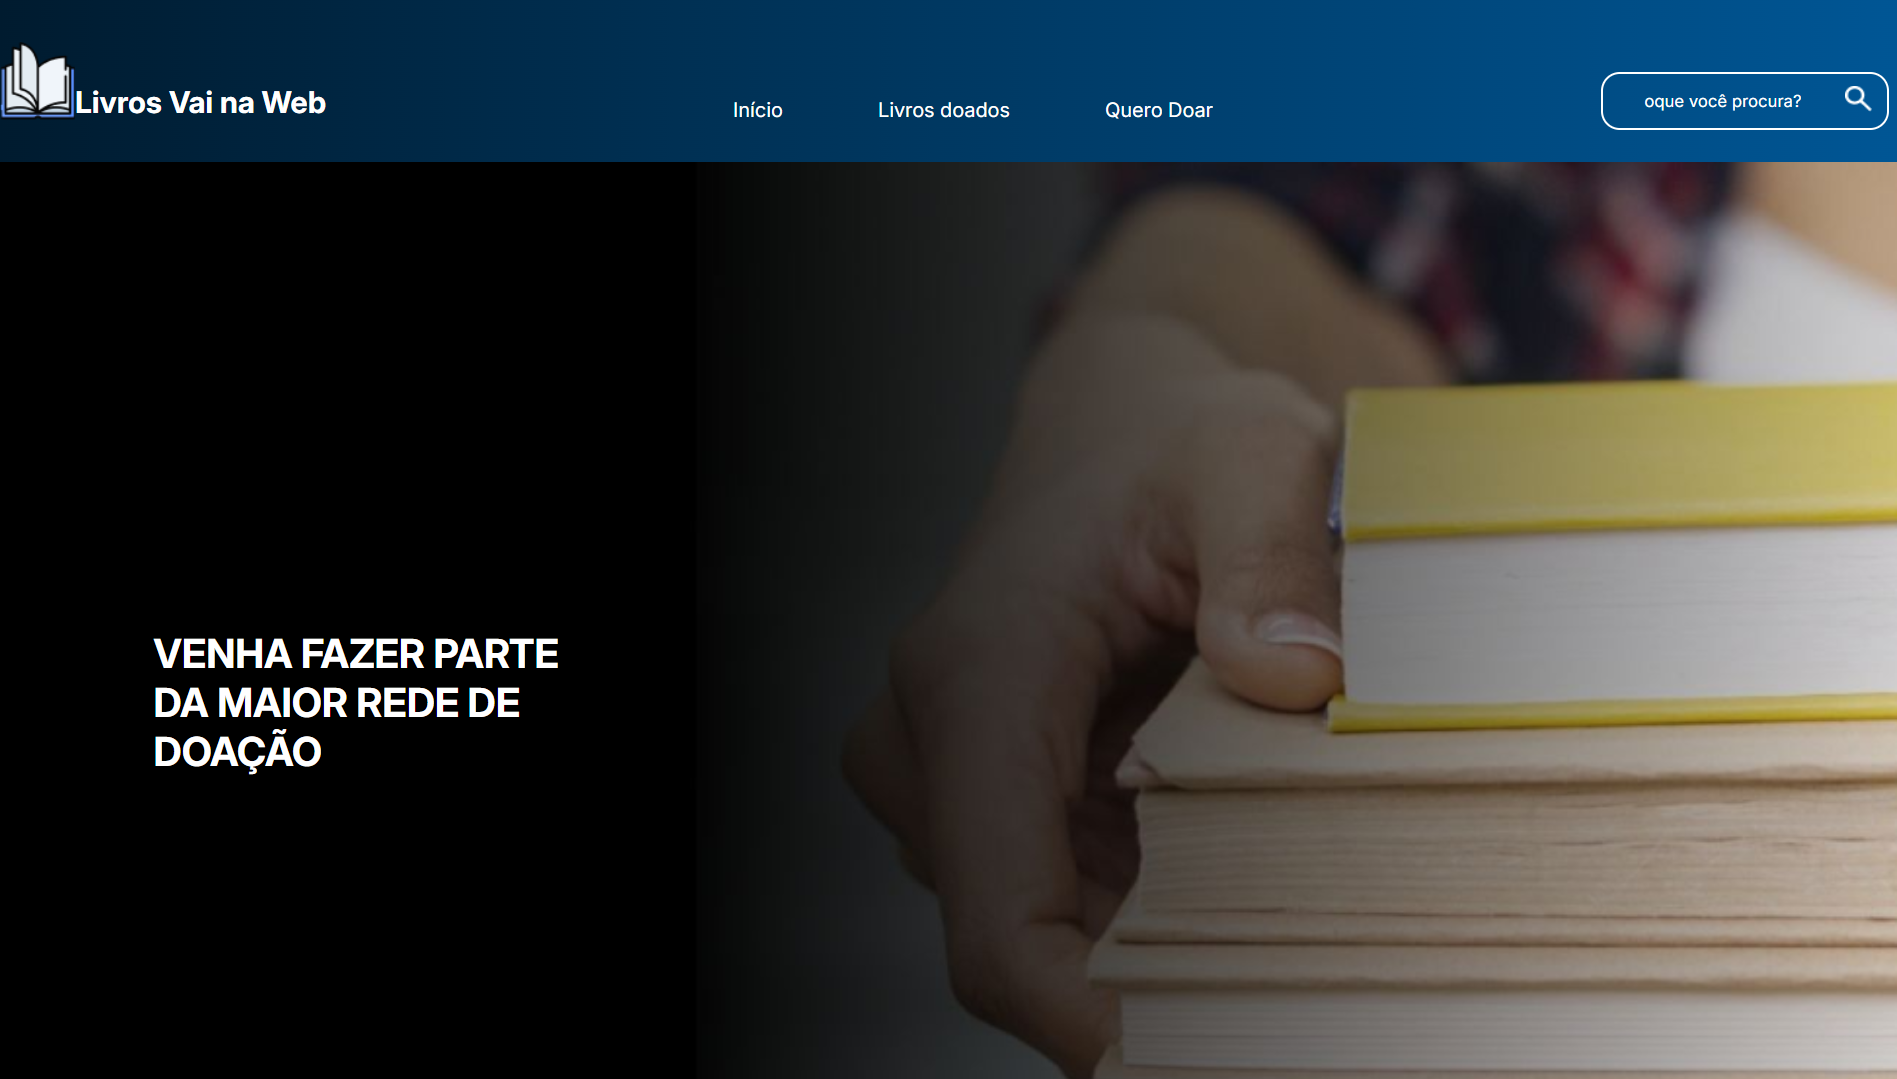 Livros Vai na Web
Início
Livros doados
Quero Doar
oque você procura?
VENHA FAZER PARTE
DA MAIOR REDE DE
DOAÇÃO